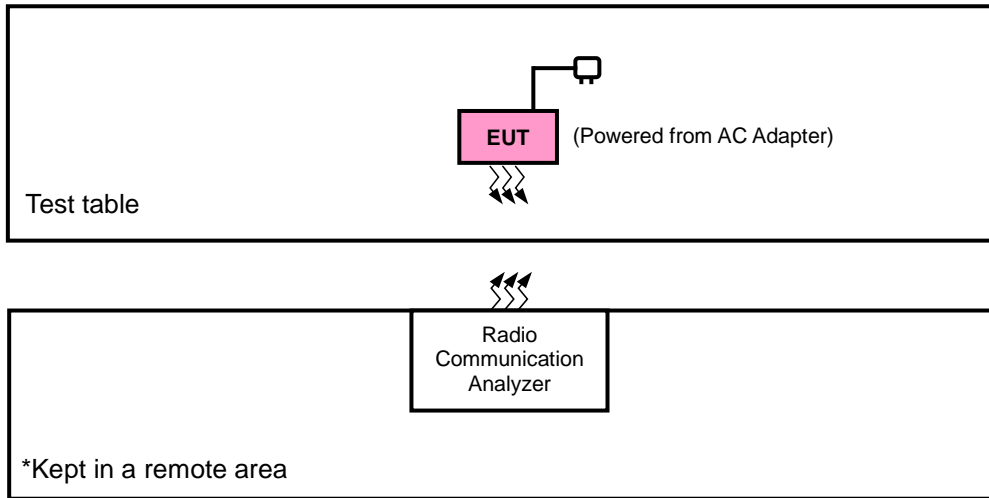 EUT
(Powered from AC Adapter)
Test table
Radio
Communication
Analyzer
*Kept in a remote area